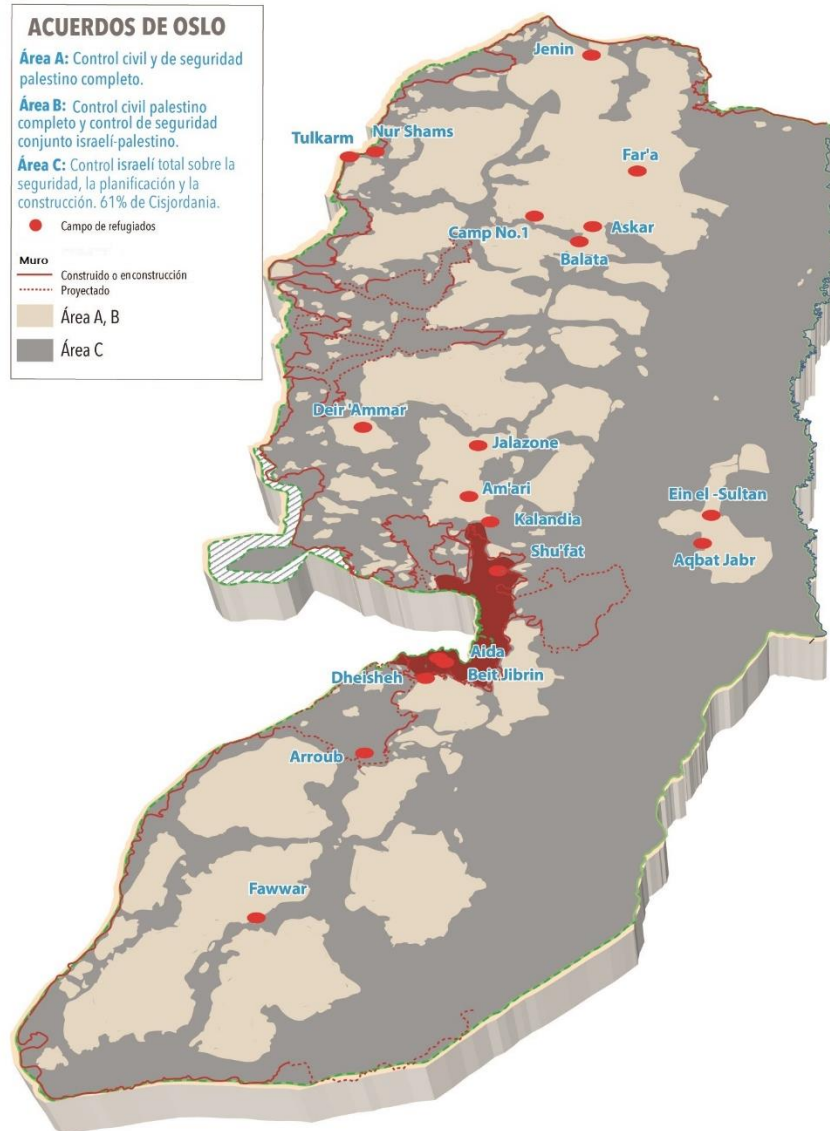 ACUERDOS DE OSLO
Área A: Control civil y de seguridad
palestino completo.
Área B: Control civil palestino
completo y control de seguridad
conjunto israelí-palestino.
Área C: Control israelí total sobre la
seguridad, la planificación y la
construcción. 61% de Cisjordania.
Campo de refugiados
Muro
Construido o en construcción
Proyectado
Área A, B
Área C
Jenin
Tulkarm
Nur Shams
Far'a
Camp No.1
Askar
Balata
Deir 'Ammar
Jalazone
Am'ari
Kalandia
Ein el -Sultan
Shu'fat
Aqbat Jabr
Aida
Dheisheh
Beit Jibrin
Arroub
Fawwar